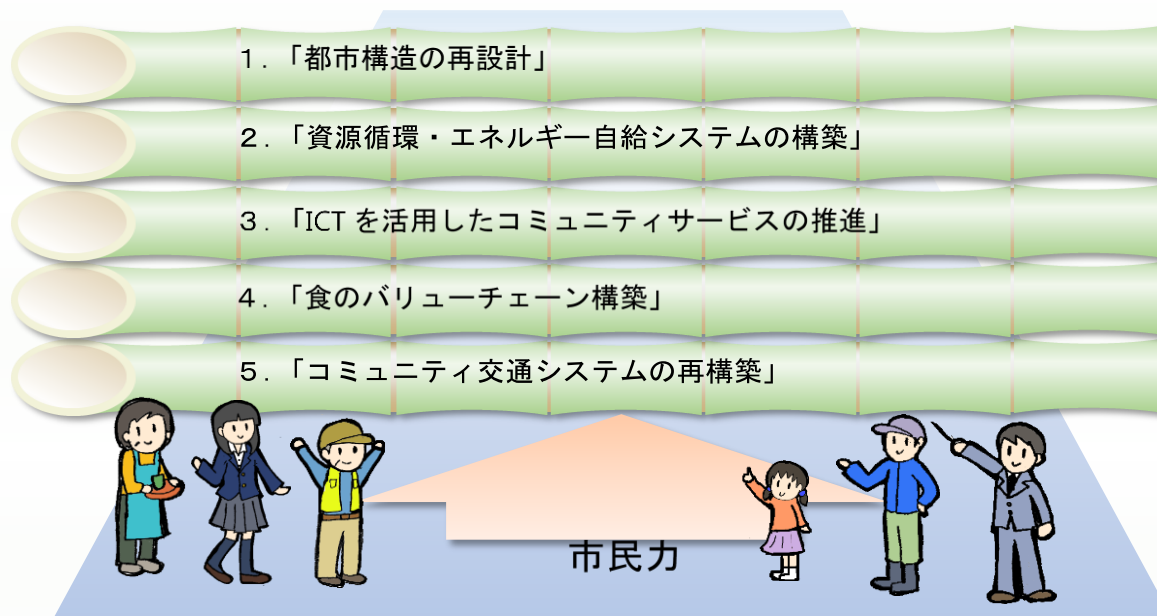 １．「都市構造の再設計」
２．「資源循環・エネルギー自給システムの構築」
３．「ICTを活用したコミュニティサービスの推進」
４．「食のバリューチェーン構築」
５．「コミュニティ交通システムの再構築」
市民力